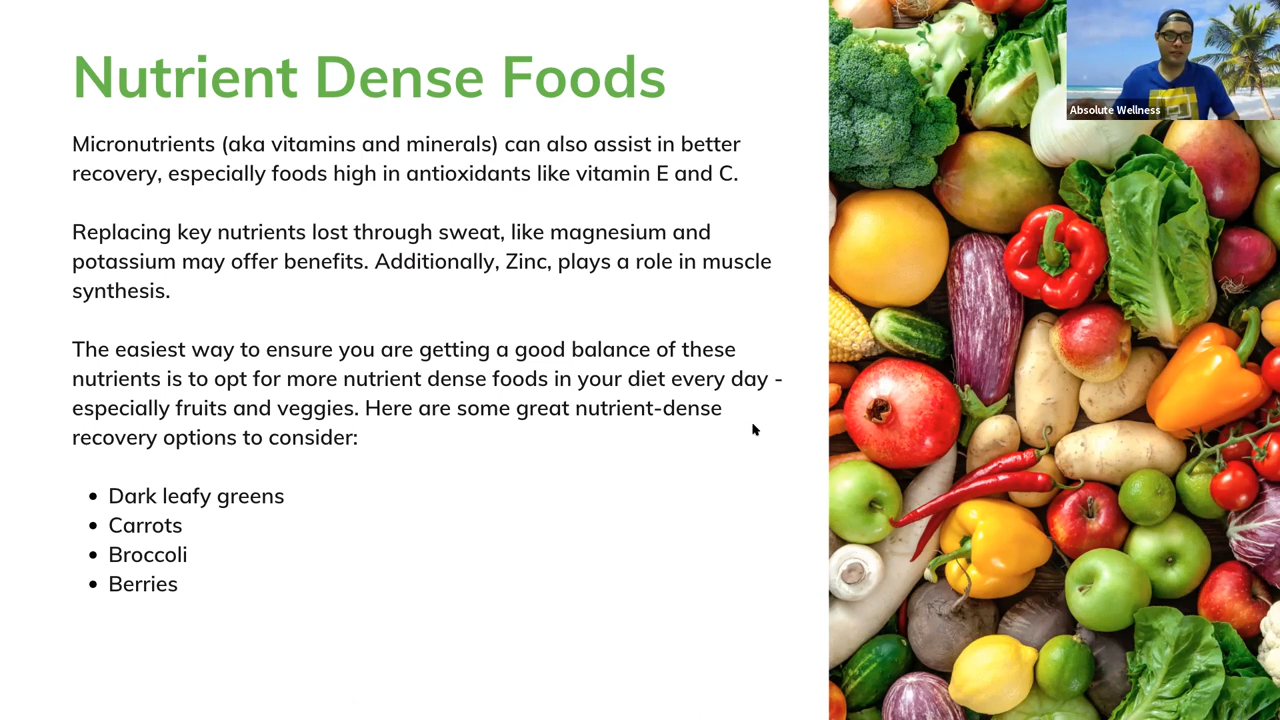 Nutrient Dense Foods
Absolute Wellness
Micronutrients (aka vitamins and minerals) can also assist in better
recovery, especially foods high in antioxidants like vitamin E and C.
Replacing key nutrients lost through sweat, like magnesium and
potassium may offer benefits. Additionally, Zinc, plays a role in muscle
synthesis.
The easiest way to ensure you are getting a good balance of these
nutrients is to opt for more nutrient dense foods in your diet every day -
especially fruits and veggies. Here are some great nutrient-dense
recovery options to consider:
• Dark leafy greens
• Carrots
• Broccoli
• Berries